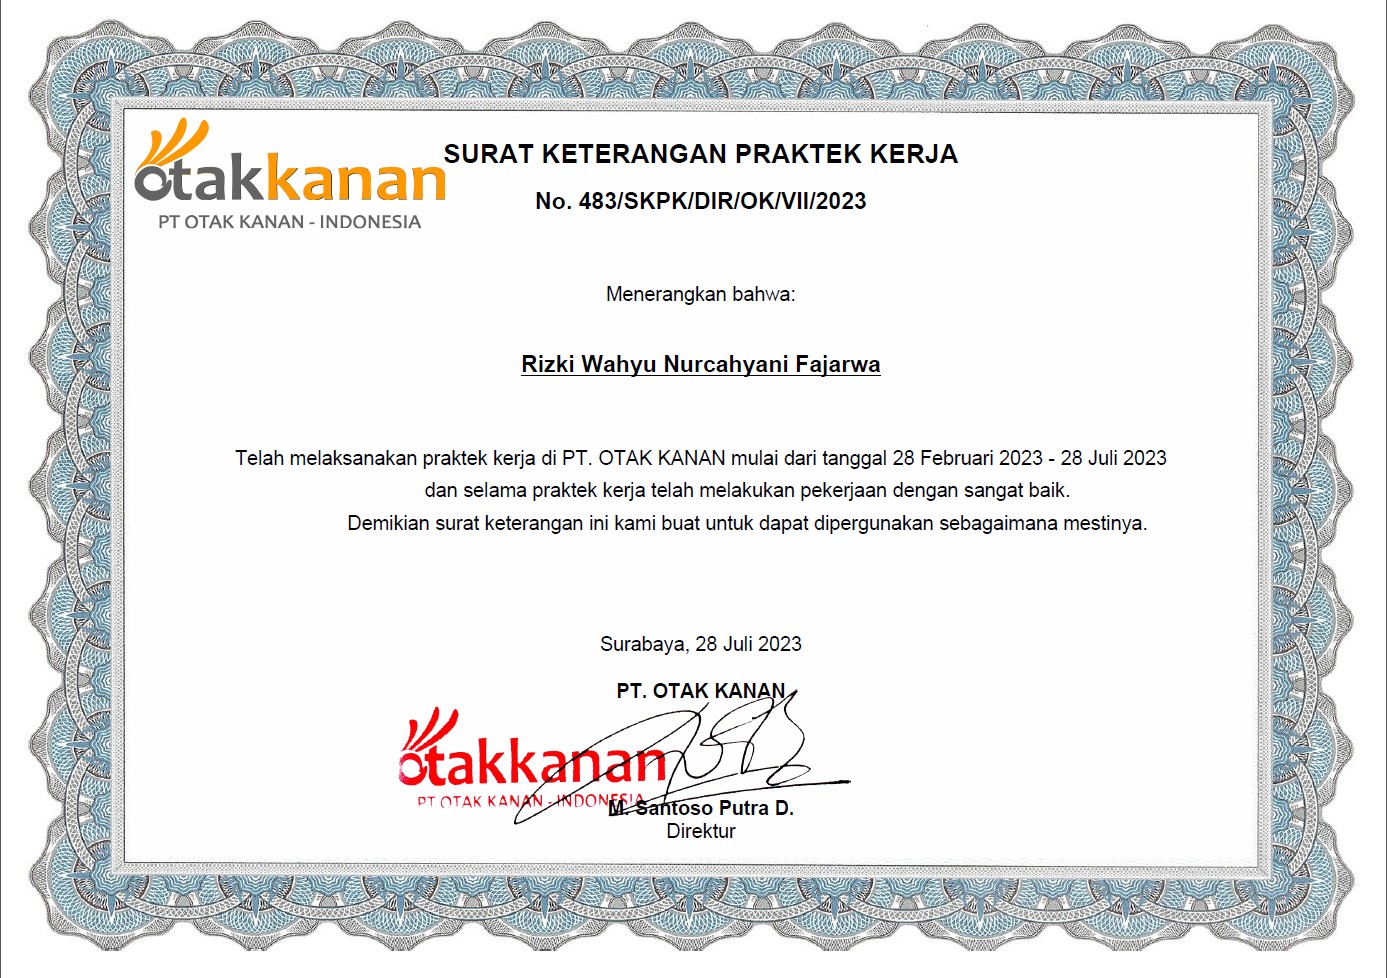 otakkanan
PT OTAK KANAN - INDONESIA
SURAT KETERANGAN PRAKTEK KERJA
No. 483/SKPK/DIR/OK/VII/2023
Menerangkan bahwa:
Rizki Wahyu Nurcahyani Fajarwa
Telah melaksanakan praktek kerja di PT. OTAK KANAN mulai dari tanggal 28 Februari 2023 - 28 Juli 2023
dan selama praktek kerja telah melakukan pekerjaan dengan sangat baik.
Demikian surat keterangan ini kami buat untuk dapat dipergunakan sebagaimana mestinya.
Surabaya, 28 Juli 2023
PT. OTAK KANAN
otakkanan
PT OTAK KANAN - INDONESIA
M. Santoso Putra D.
Direktur